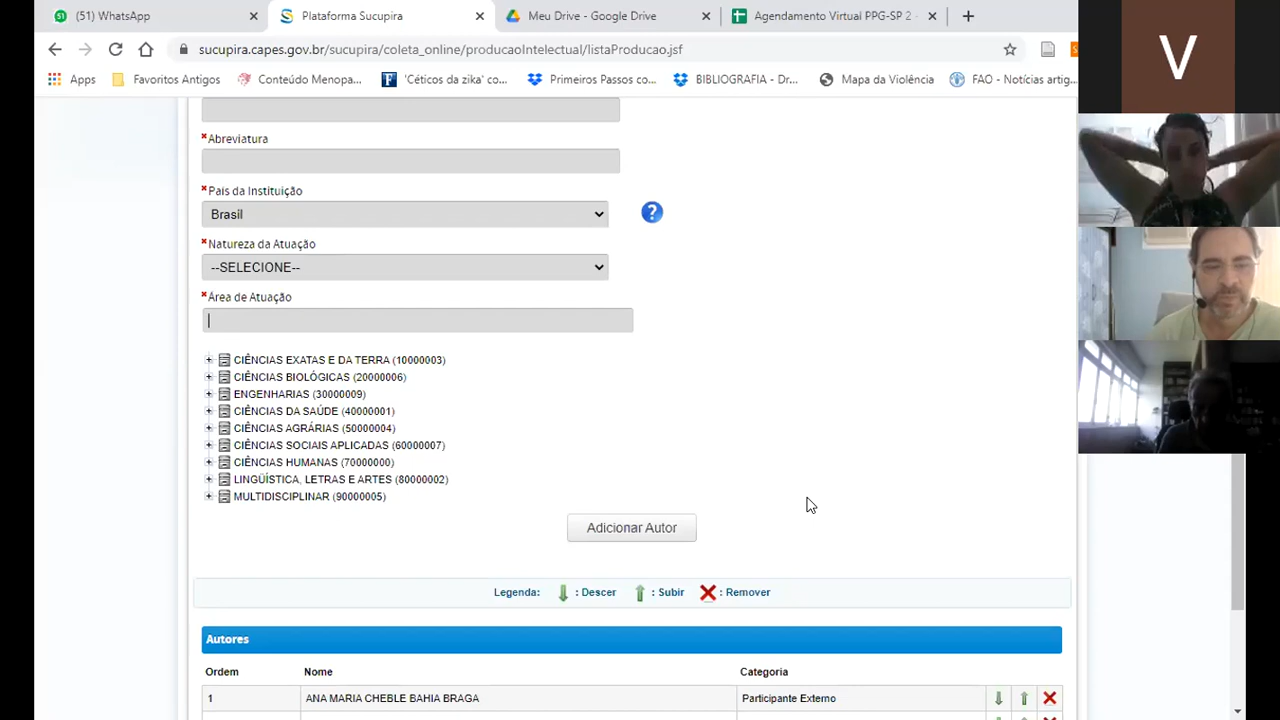 (51) WhatsApp
Plataforma Sucupira
Meu Drive - Google Drive
Agendamento Virtual PPG-SP 2 -
sucupira.capes.gov.br/sucupira/coleta_online/producaoIntelectual/listaProducao.jsf
Apps
Favoritos Antigos
Conteúdo Menopa...
'Céticos da zika' co...
Primeiros Passos co...
BIBLIOGRAFIA - Dr...
Mapa da Violência
FAO - Notícias artig...
V
*Abreviatura
*País da Instituição
Brasil
?
*Natureza da Atuação
--SELECIONE--
*Área de Atuação
CIÊNCIAS EXATAS E DA TERRA (10000003)
CIÊNCIAS BIOLÓGICAS (20000006)
ENGENHARIAS (30000009)
CIÊNCIAS DA SAÚDE (40000001)
CIÊNCIAS AGRÁRIAS (50000004)
CIÊNCIAS SOCIAIS APLICADAS (60000007)
CIÊNCIAS HUMANAS (70000000)
LINGÜÍSTICA, LETRAS E ARTES (80000002)
MULTIDISCIPLINAR (90000005)
Adicionar Autor
Legenda: : Descer : Subir : Remover
Autores
Ordem Nome Categoria
1 ANA MARIA CHEBLE BAHIA BRAGA Participante Externo